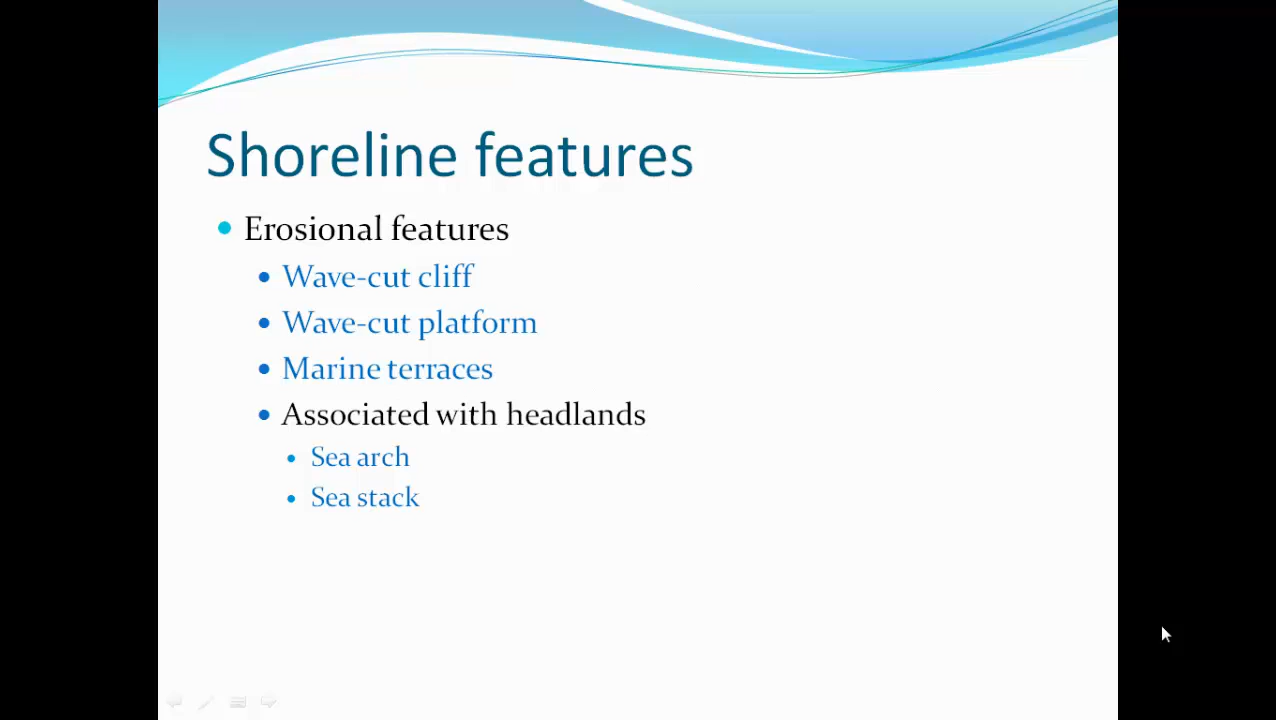 Shoreline features
Erosional features
Wave-cut cliff
Wave-cut platform
Marine terraces
Associated with headlands
Sea arch
Sea stack